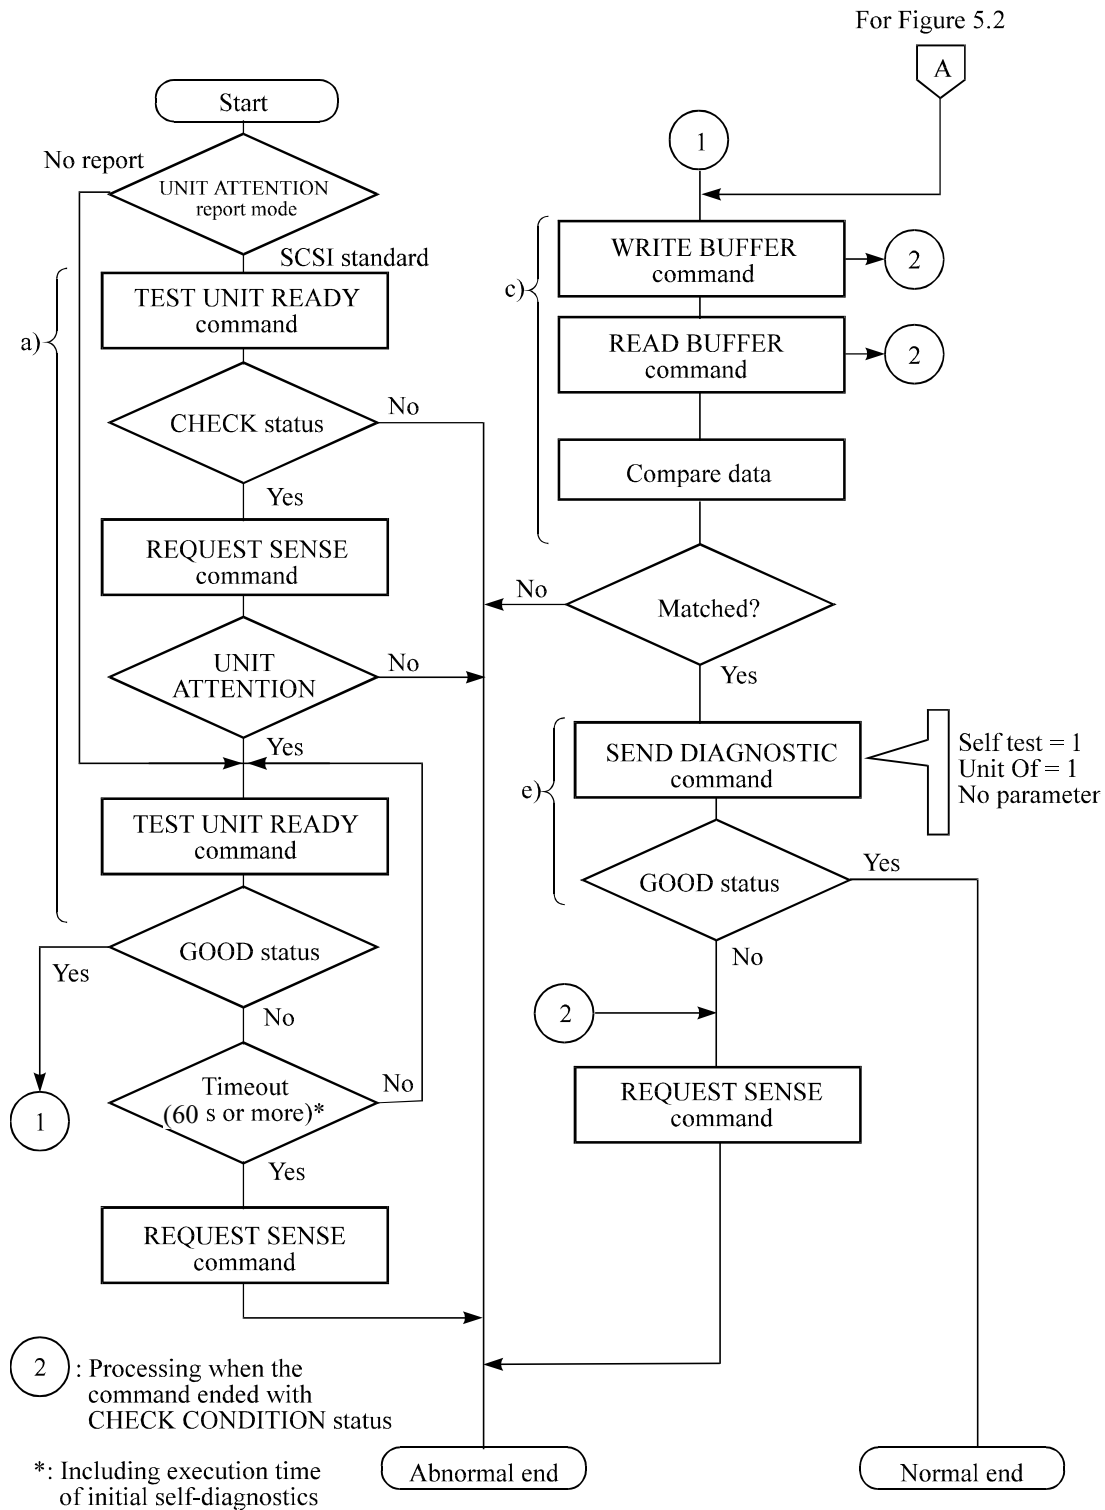 For Figure 5.2
A
Start
No report
UNIT ATTENTION
report mode
SCSI standard
a)
TEST UNIT READY
command
CHECK status
No
Yes
REQUEST SENSE
command
UNIT
ATTENTION
No
Yes
TEST UNIT READY
command
GOOD status
Yes
No
1
Timeout
(60 s or more)*
No
Yes
REQUEST SENSE
command
2 : Processing when the
command ended with
CHECK CONDITION status
*: Including execution time
of initial self-diagnostics
1
c)
WRITE BUFFER
command
2
READ BUFFER
command
2
Compare data
Matched?
No
Yes
e)
SEND DIAGNOSTIC
command
Self test = 1
Unit Of = 1
No parameter
GOOD status
Yes
No
2
REQUEST SENSE
command
Abnormal end
Normal end